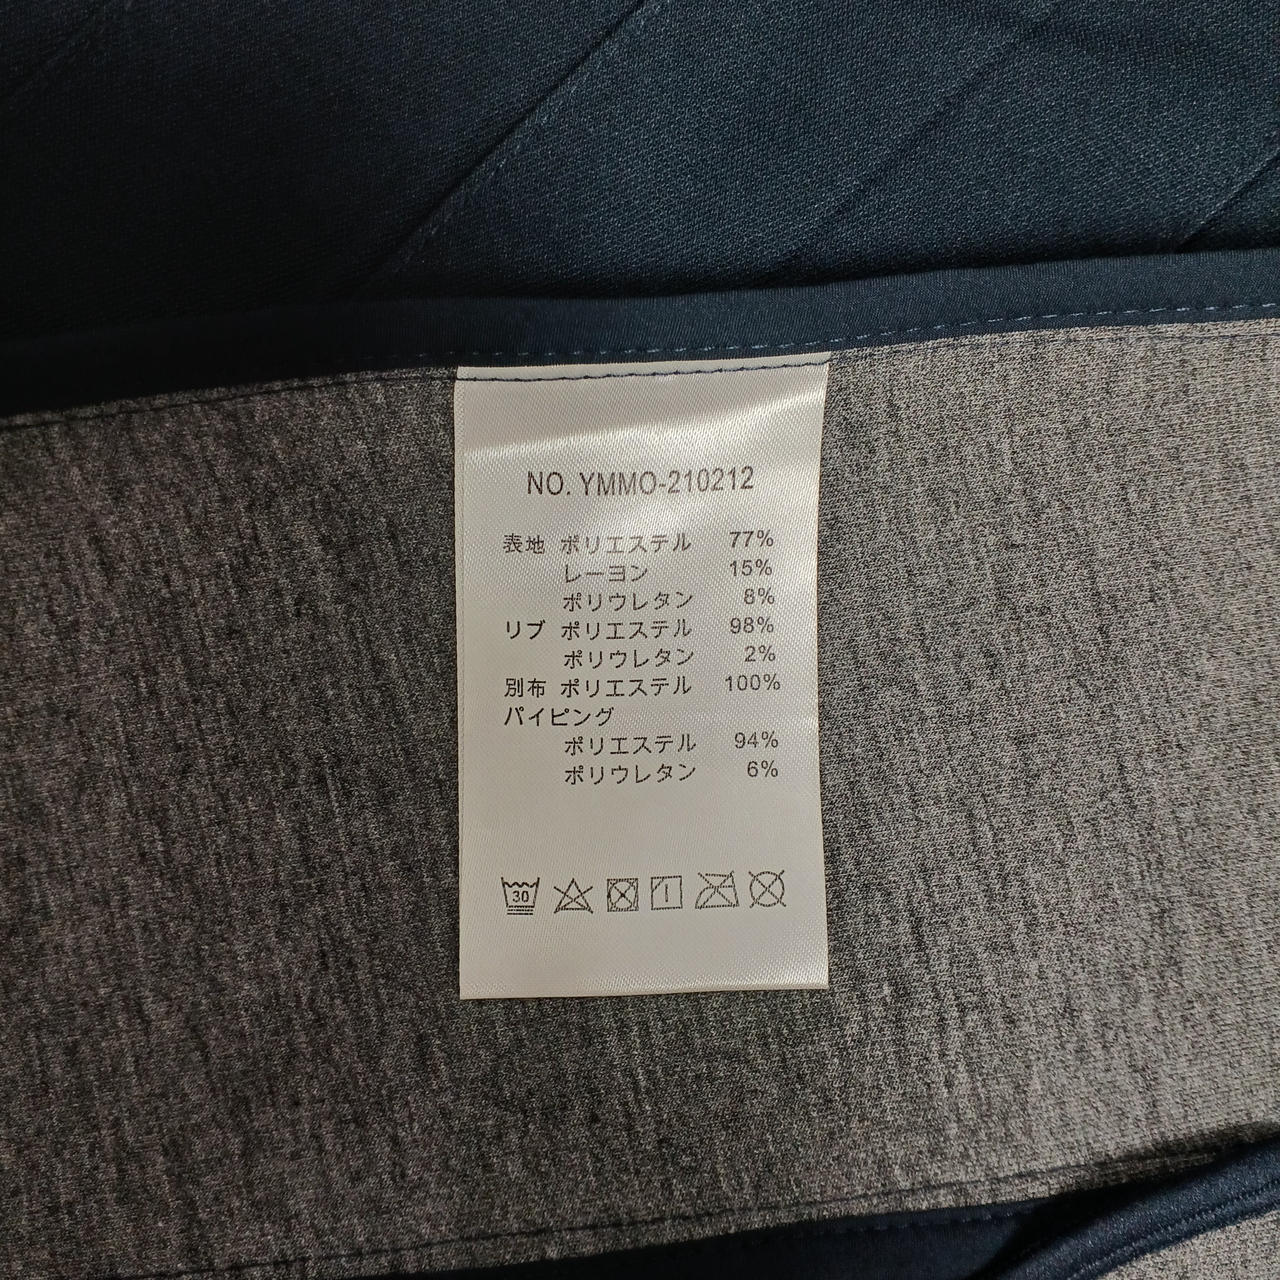 NO. YMMO-210212
表地 ポリエステル 77%
レーヨン 15%
ポリウレタン 8%
リブ ポリエステル 98%
ポリウレタン 2%
別布 ポリエステル 100%
パイピング
ポリエステル 94%
ポリウレタン 6%
30